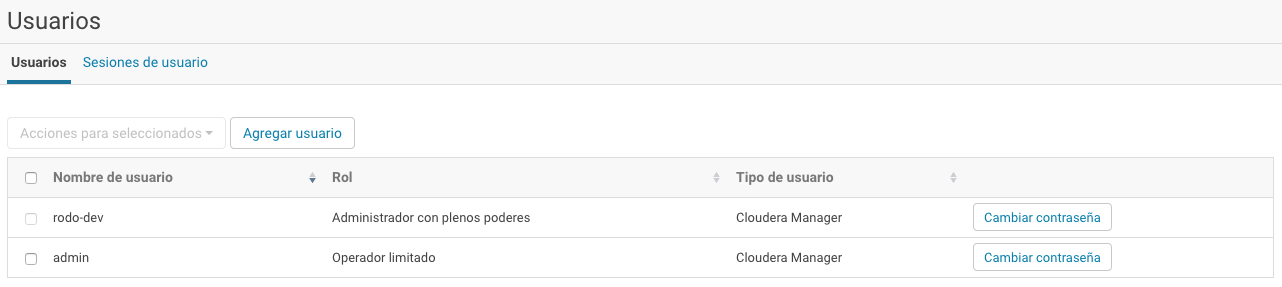 Usuarios
Usuarios Sesiones de usuario
Acciones para seleccionados Agregar usuario
Nombre de usuario Rol Tipo de usuario
rodo-dev Administrador con plenos poderes Cloudera Manager Cambiar contraseña
admin Operador limitado Cloudera Manager Cambiar contraseña